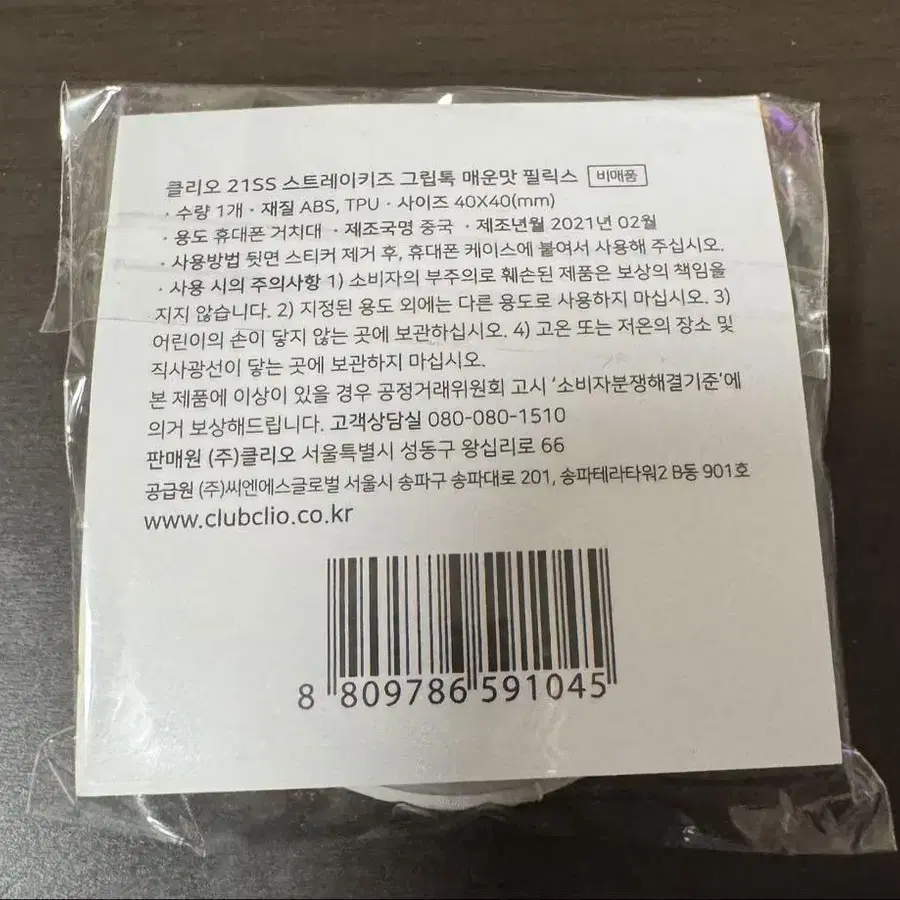 클리오 21SS 스트레이키즈 그립톡 매운맛 필릭스 비매품
· 수량 1개 · 재질 ABS, TPU · 사이즈 40X40(mm)
· 용도 휴대폰 거치대 · 제조국명 중국 · 제조년월 2021년 02월
· 사용방법 뒷면 스티커 제거 후, 휴대폰 케이스에 붙여서 사용해 주십시오.
· 사용 시의 주의사항 1) 소비자의 부주의로 훼손된 제품은 보상의 책임을
지지 않습니다. 2) 지정된 용도 외에는 다른 용도로 사용하지 마십시오. 3)
어린이의 손이 닿지 않는 곳에 보관하십시오. 4) 고온 또는 저온의 장소 및
직사광선이 닿는 곳에 보관하지 마십시오.
본 제품에 이상이 있을 경우 공정거래위원회 고시 ‘소비자분쟁해결기준’에
의거 보상해드립니다. 고객상담실 080-080-1510
판매원 (주)클리오 서울특별시 성동구 왕십리로 66
공급원 (주)씨엔에스글로벌 서울시 송파구 송파대로 201, 송파테라타워2 B동 901호
www.clubclio.co.kr
8 809786 591045